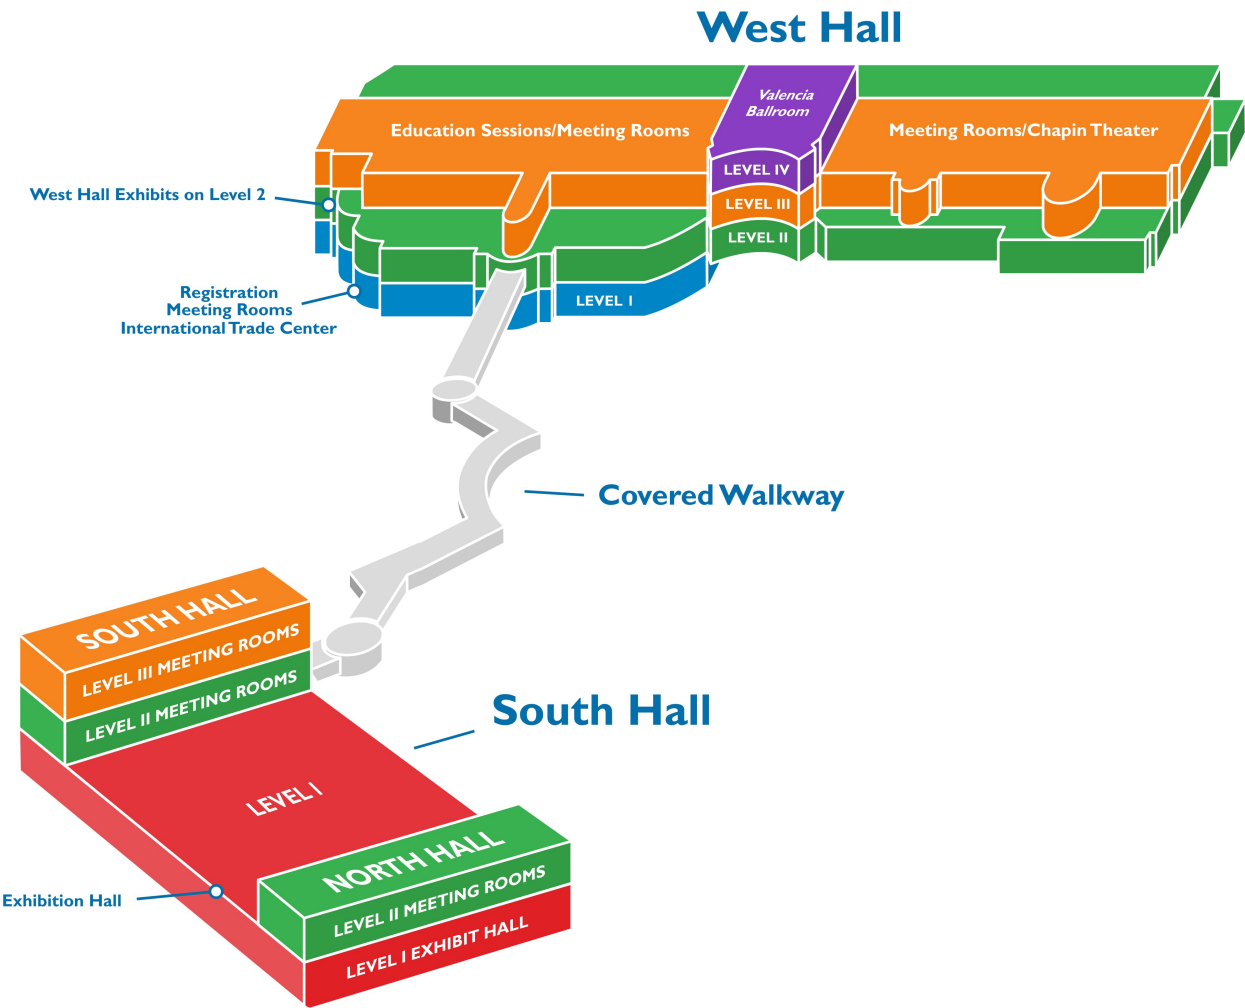 West Hall
Valencia
Ballroom
Education Sessions/Meeting Rooms
Meeting Rooms/Chapin Theater
LEVEL IV
West Hall Exhibits on Level 2
LEVEL III
LEVEL II
Registration
Meeting Rooms
International Trade Center
LEVEL I
Covered Walkway
SOUTH HALL
LEVEL III MEETING ROOMS
LEVEL II MEETING ROOMS
South Hall
LEVEL I
NORTH HALL
LEVEL II MEETING ROOMS
Exhibition Hall
LEVEL I EXHIBIT HALL